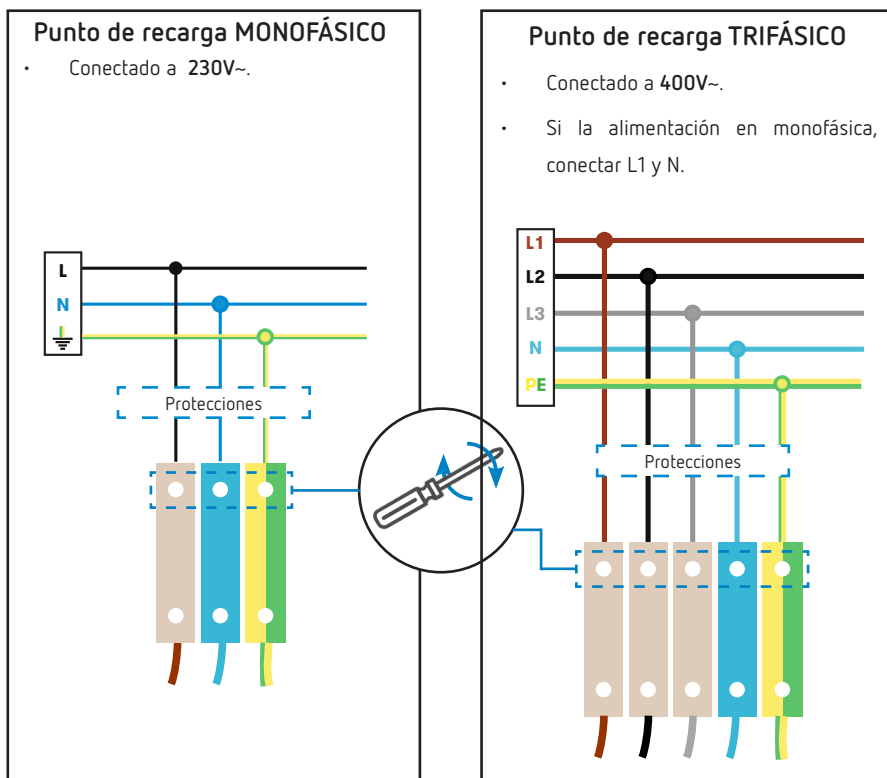 Punto de recarga MONOFÁSICO
• Conectado a 230V~.
L
N
Protecciones
Punto de recarga TRIFÁSICO
• Conectado a 400V~.
• Si la alimentación en monofásica,
conectar L1 y N.
L1
L2
L3
N
PE
Protecciones